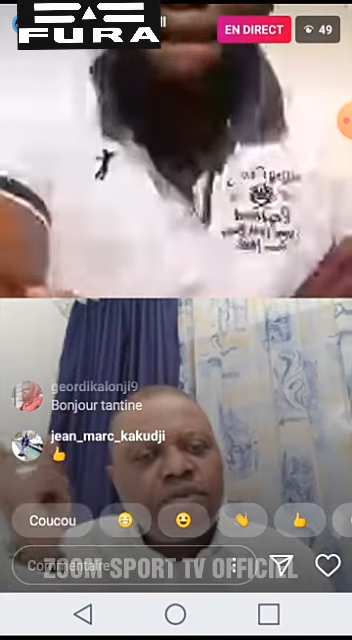 FURA
EN DIRECT
49
geordikalonji9
Bonjour tantine
jean_marc_kakudji
Coucou
Commentaire
ZOOM SPORT TV OFFICIEL